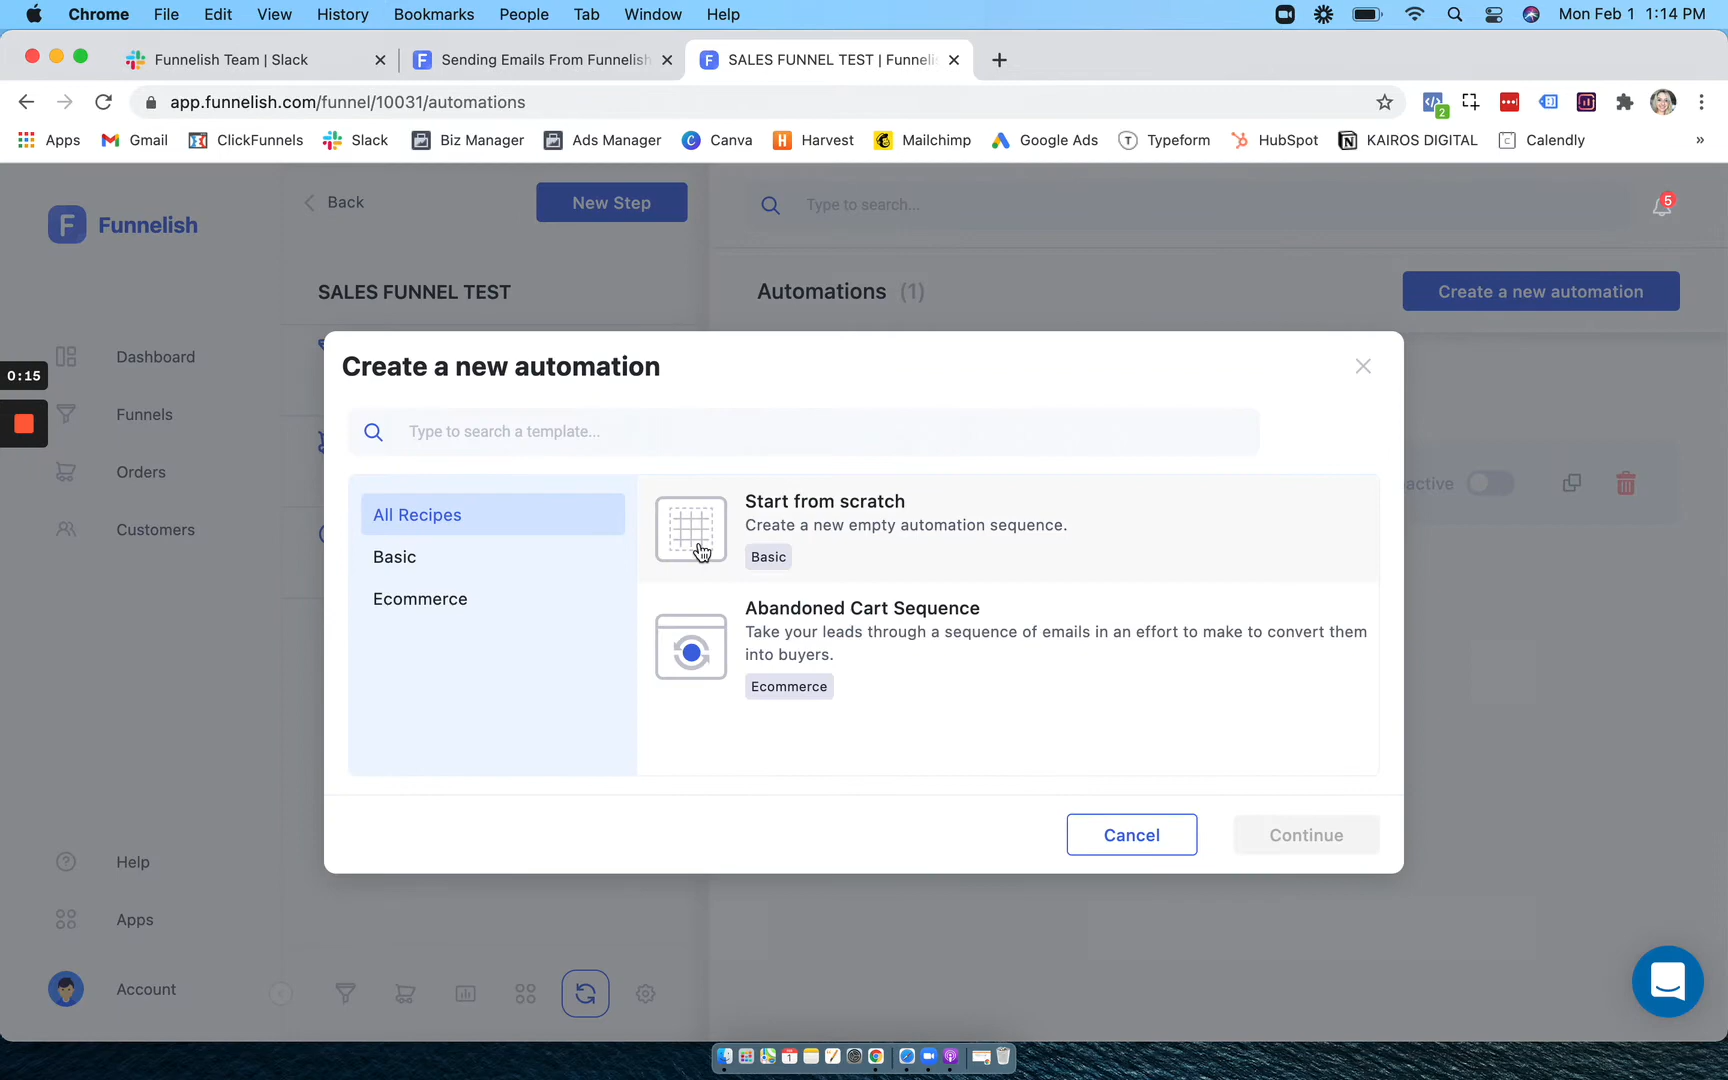 Chrome File Edit View History Bookmarks People Tab Window Help Mon Feb 1 1:14 PM
Funnelish Team | Slack Sending Emails From Funnelish SALES FUNNEL TEST | Funneli
app.funnelish.com/funnel/10031/automations 2
Apps Gmail ClickFunnels Slack Biz Manager Ads Manager Canva Harvest Mailchimp Google Ads Typeform HubSpot KAIROS DIGITAL Calendly »
F Funnelish
Back New Step
Type to search... 5
SALES FUNNEL TEST
Automations (1) Create a new automation
Dashboard
0:15
Funnels
Orders
Customers
Create a new automation
Type to search a template...
All Recipes
Basic
Ecommerce
Start from scratch
Create a new empty automation sequence.
Basic
active
Abandoned Cart Sequence
Take your leads through a sequence of emails in an effort to make to convert them
into buyers.
Ecommerce
Cancel Continue
Help
Apps
Account